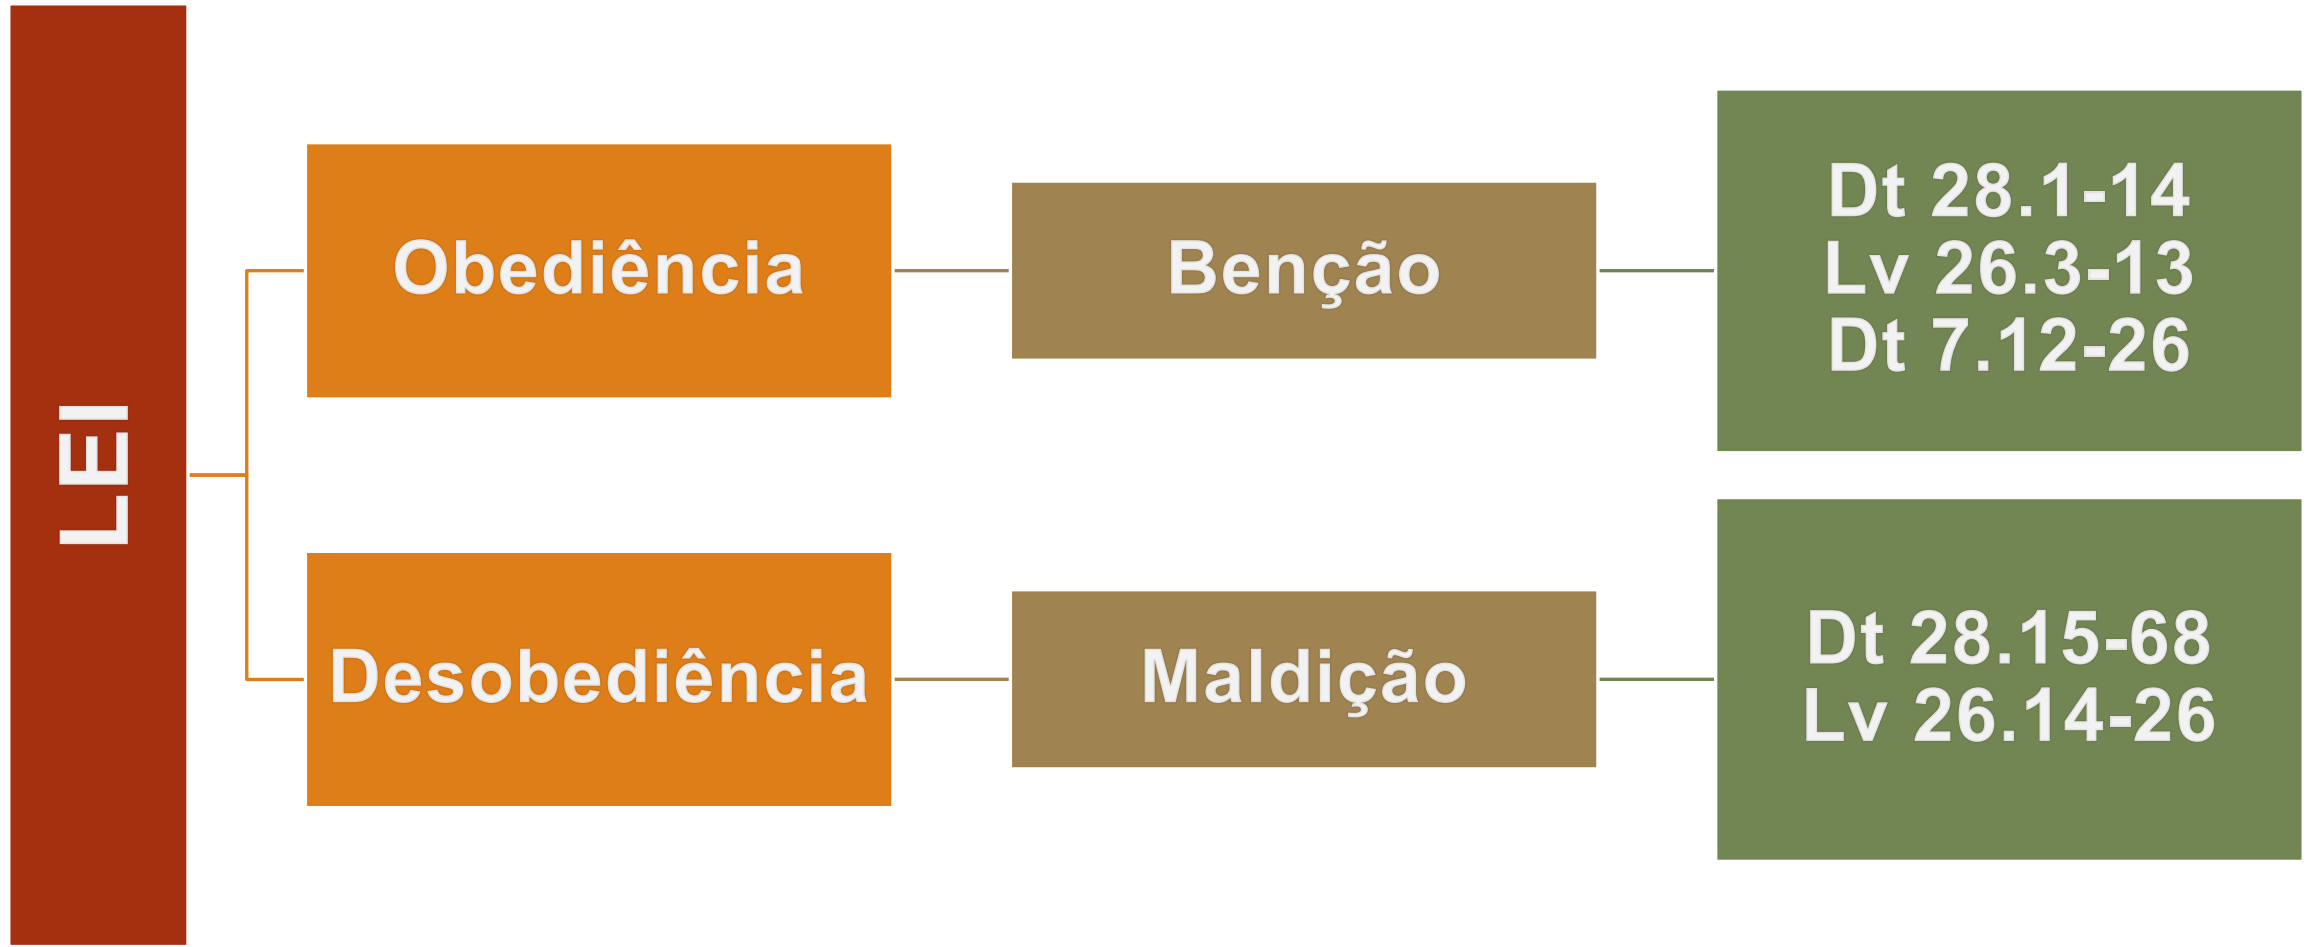 LEI
Obediência
Benção
Dt 28.1-14
Lv 26.3-13
Dt 7.12-26
Desobediência
Maldição
Dt 28.15-68
Lv 26.14-26